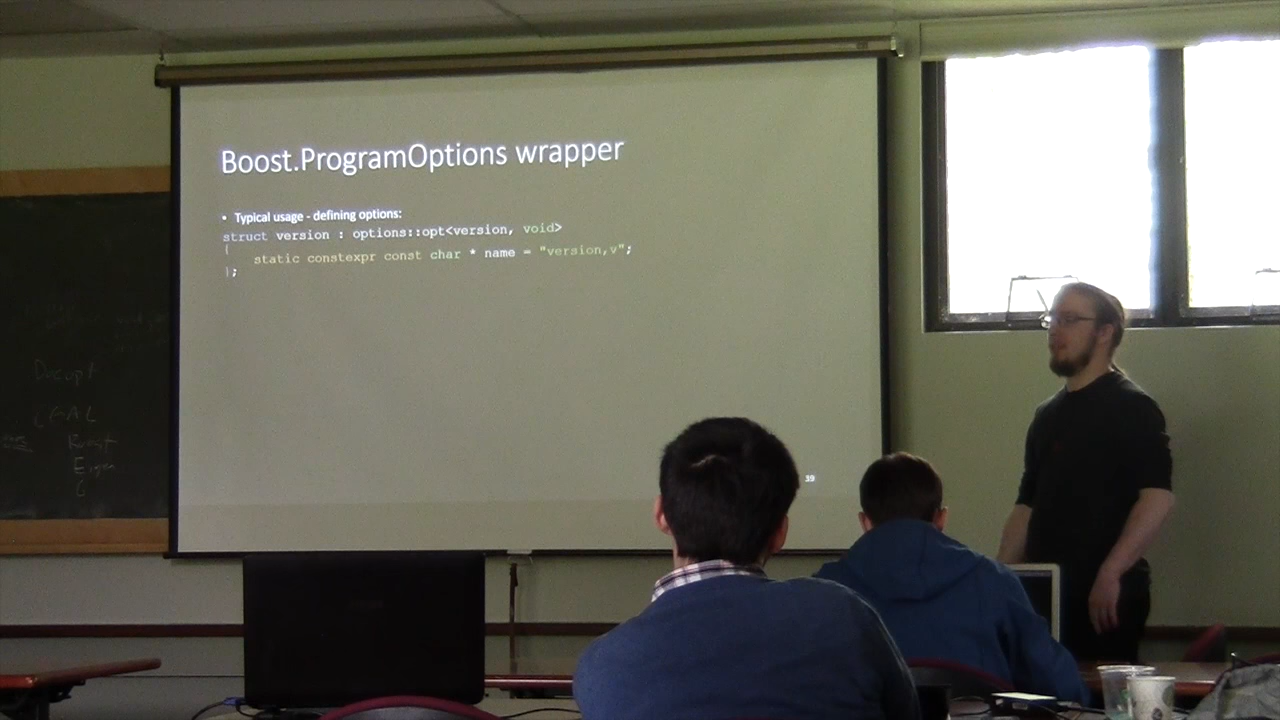 Boost.ProgramOptions wrapper
• Typical usage - defining options:
struct version : options::opt<version, void>
{
static constexpr const char * name = "version,v";
};
39